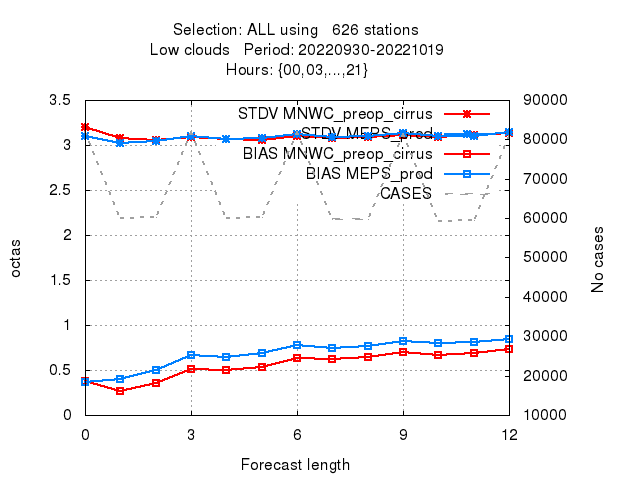 Selection: ALL using 626 stations
Low clouds Period: 20220930-20221019
Hours: {00,03,...,21}
STDV MNWC_preop_cirrus
STDV MEPS_prod
BIAS MNWC_preop_cirrus
BIAS MEPS_prod
CASES
octas
3.5
3
2.5
2
1.5
1
0.5
0
90000
80000
70000
60000
50000
40000
30000
20000
10000
No cases
0 3 6 9 12
Forecast length